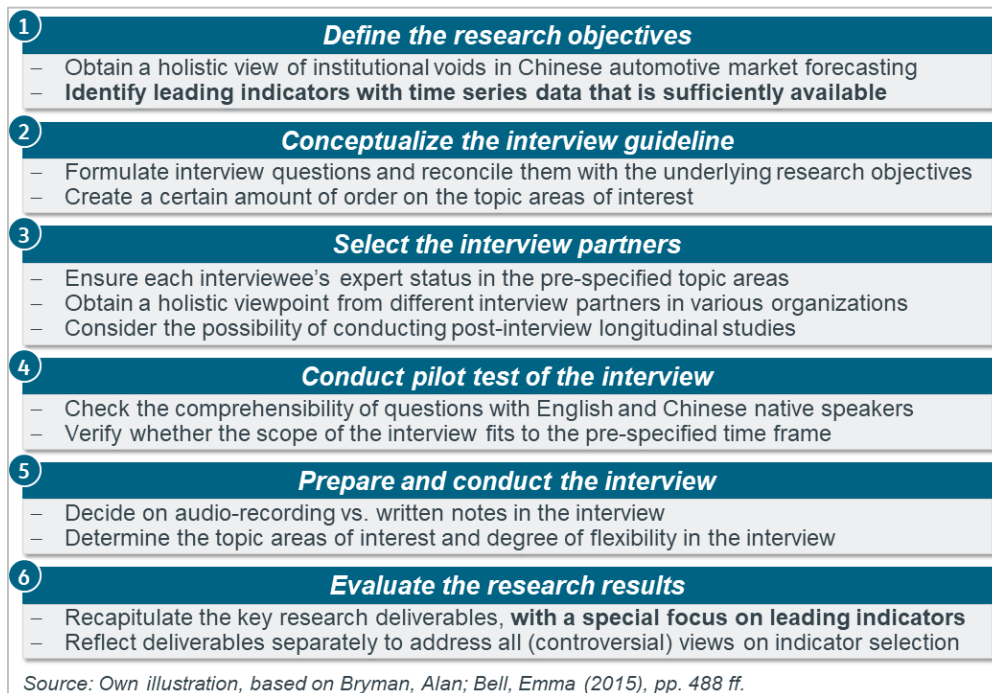 1
Define the research objectives
– Obtain a holistic view of institutional voids in Chinese automotive market forecasting
– Identify leading indicators with time series data that is sufficiently available
2
Conceptualize the interview guideline
– Formulate interview questions and reconcile them with the underlying research objectives
– Create a certain amount of order on the topic areas of interest
3
Select the interview partners
– Ensure each interviewee's expert status in the pre-specified topic areas
– Obtain a holistic viewpoint from different interview partners in various organizations
– Consider the possibility of conducting post-interview longitudinal studies
4
Conduct pilot test of the interview
– Check the comprehensibility of questions with English and Chinese native speakers
– Verify whether the scope of the interview fits to the pre-specified time frame
5
Prepare and conduct the interview
– Decide on audio-recording vs. written notes in the interview
– Determine the topic areas of interest and degree of flexibility in the interview
6
Evaluate the research results
– Recapitulate the key research deliverables, with a special focus on leading indicators
– Reflect deliverables separately to address all (controversial) views on indicator selection
Source: Own illustration, based on Bryman, Alan; Bell, Emma (2015), pp. 488 ff.